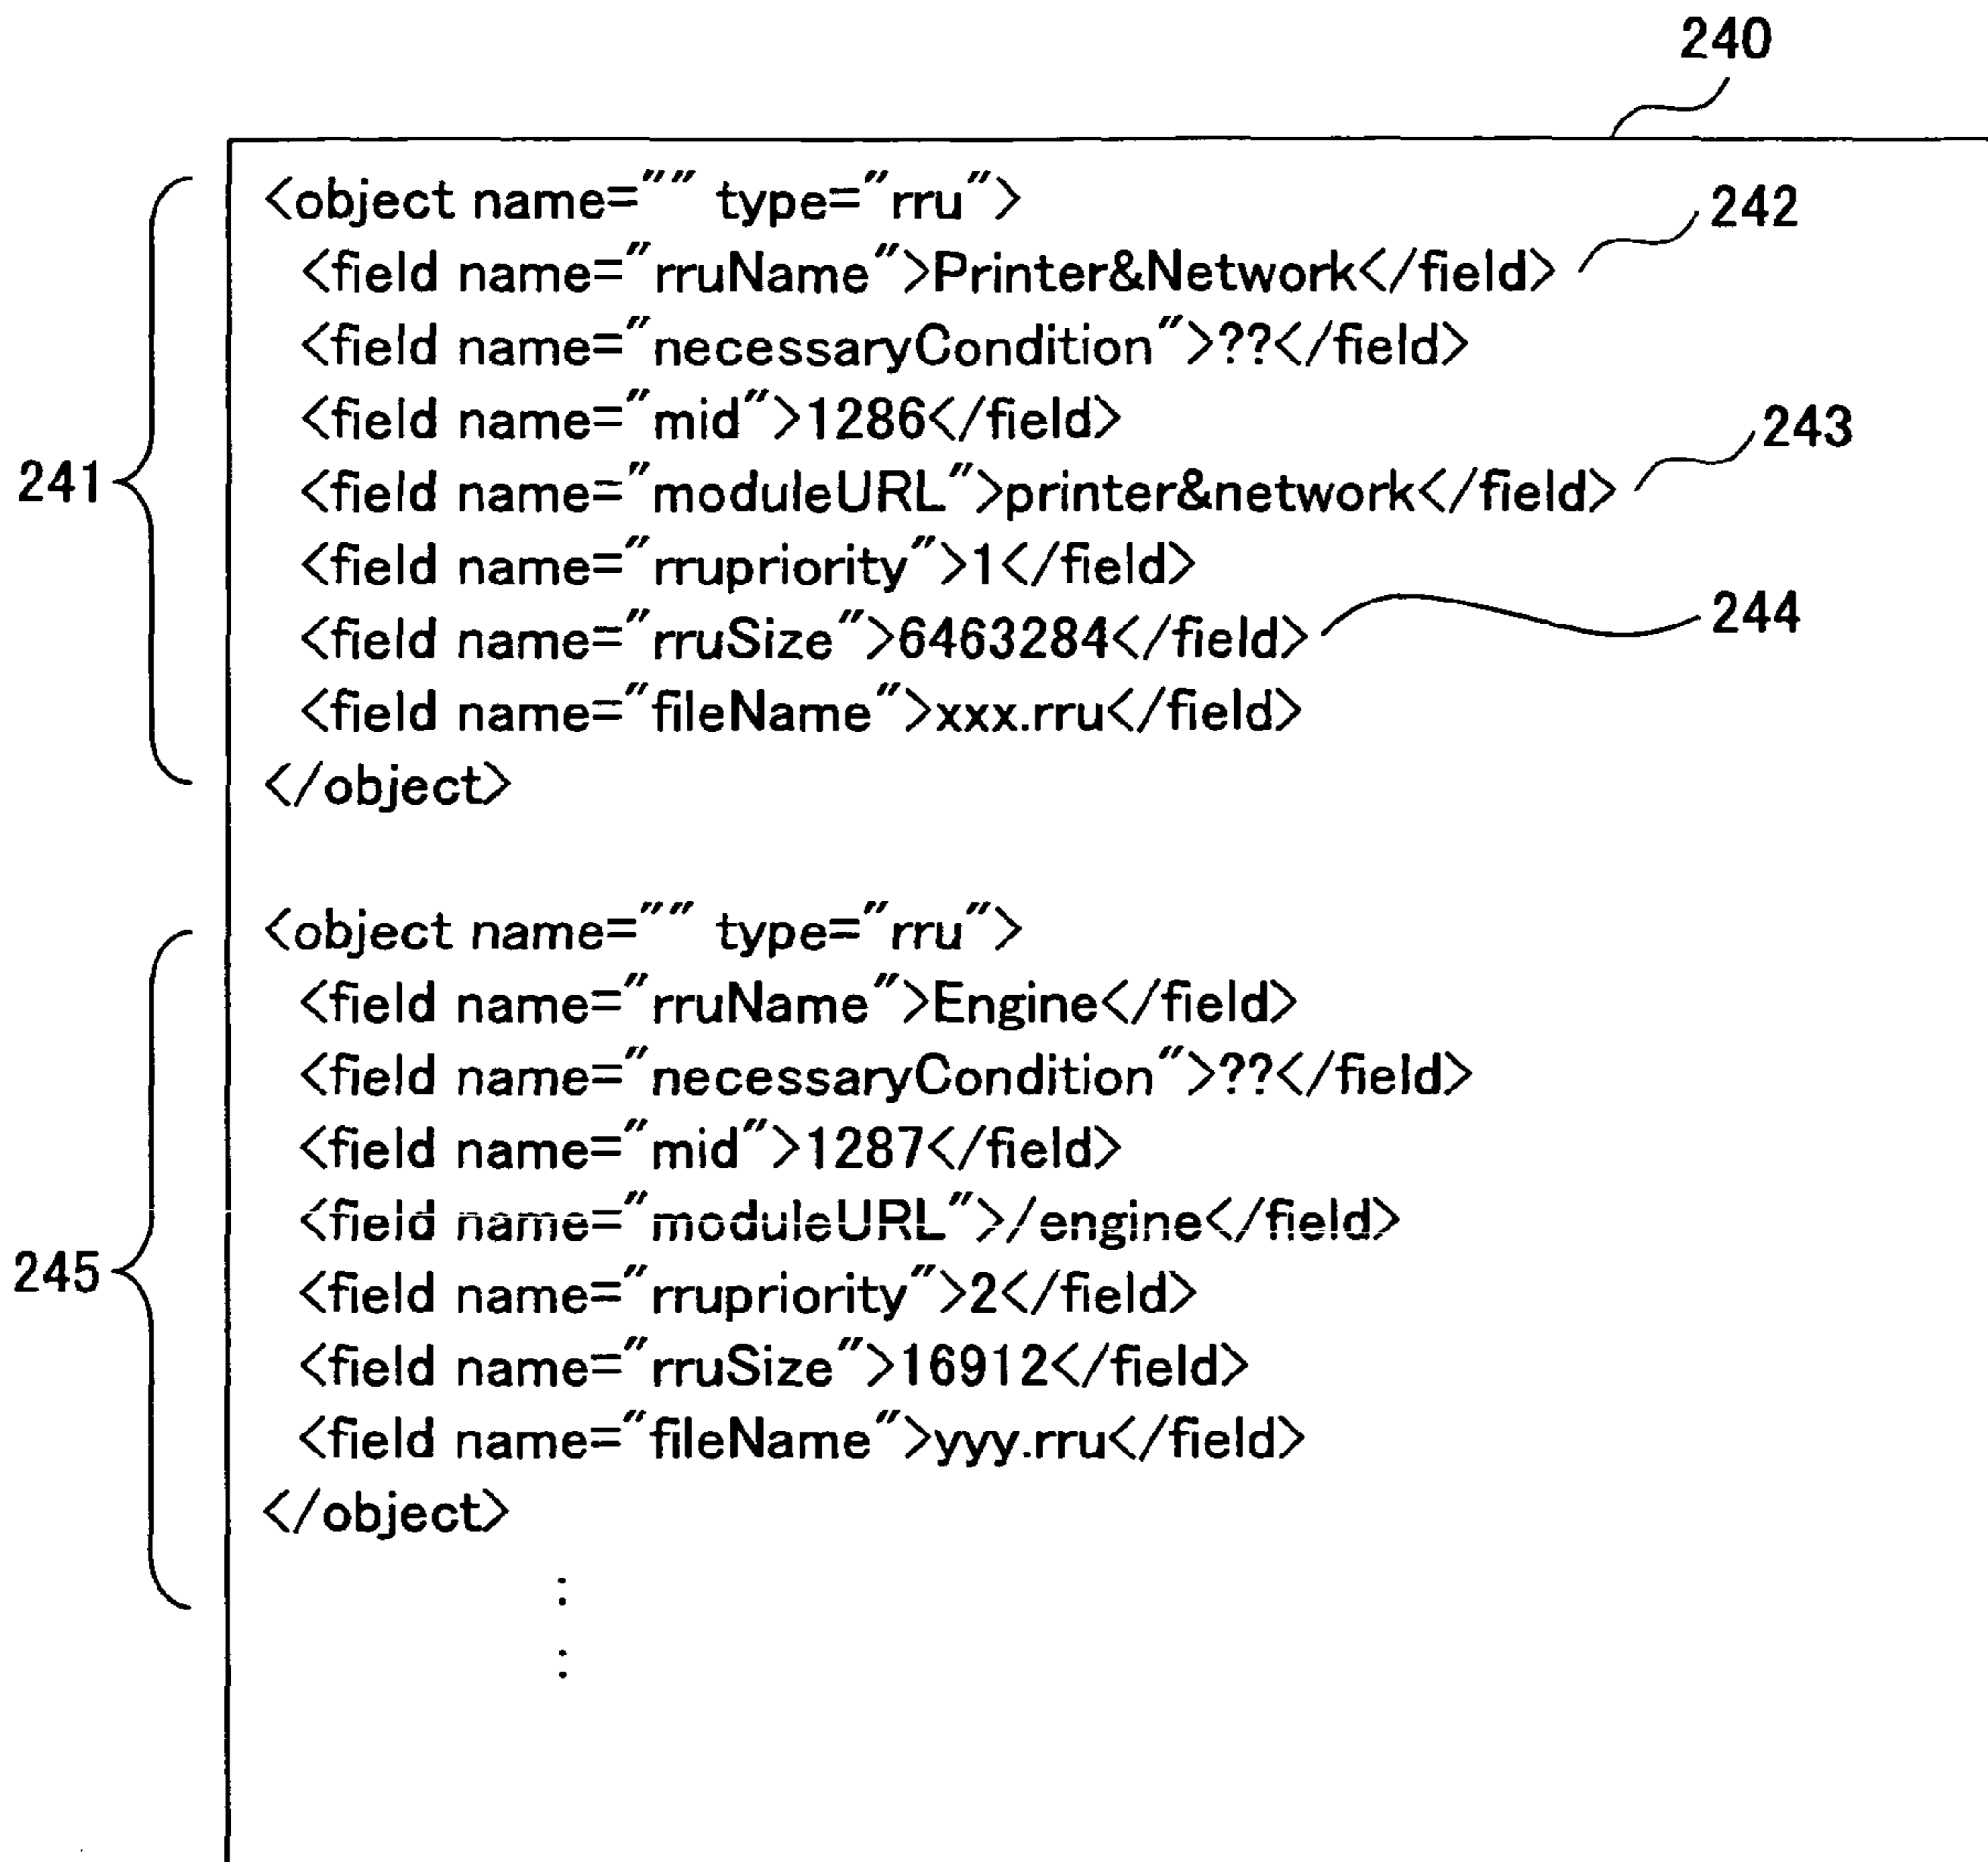 240
<object name="" type="rru">
<field name="rruName">Printer&Network</field>
242
<field name="necessaryCondition">??</field>
<field name="mid">1286</field>
243
241
<field name="moduleURL">printer&network</field>
<field name="rrupriority">1</field>
<field name="rruSize">6463284</field>
244
<field name="fileName">xxx.rru</field>
</object>
<object name="" type="rru">
<field name="rruName">Engine</field>
<field name="necessaryCondition">??</field>
<field name="mid">1287</field>
<field name="moduleURL">/engine</field>
245
<field name="rrupriority">2</field>
<field name="rruSize">16912</field>
<field name="fileName">yyy.rru</field>
</object>
:
: